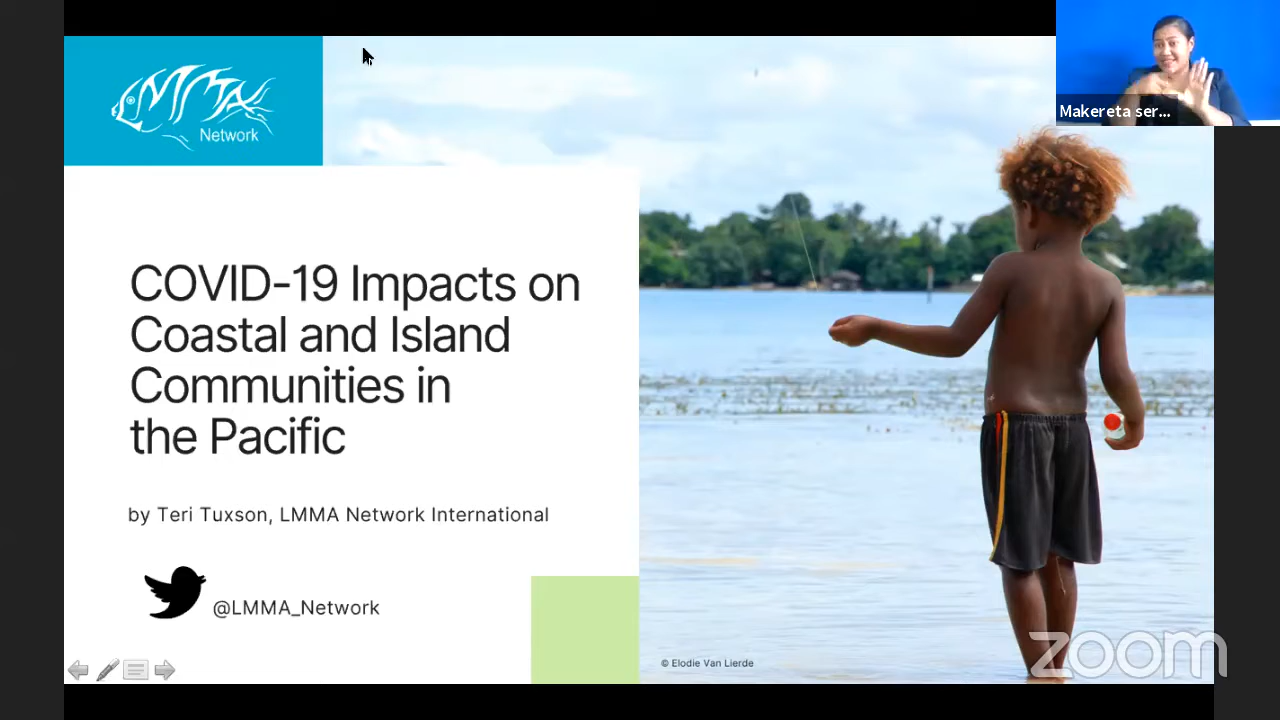 LMMA
Network
Makereta ser...
COVID-19 Impacts on
Coastal and Island
Communities in
the Pacific
by Teri Tuxson, LMMA Network International
@LMMA_Network
© Elodie Van Lierde
zoom